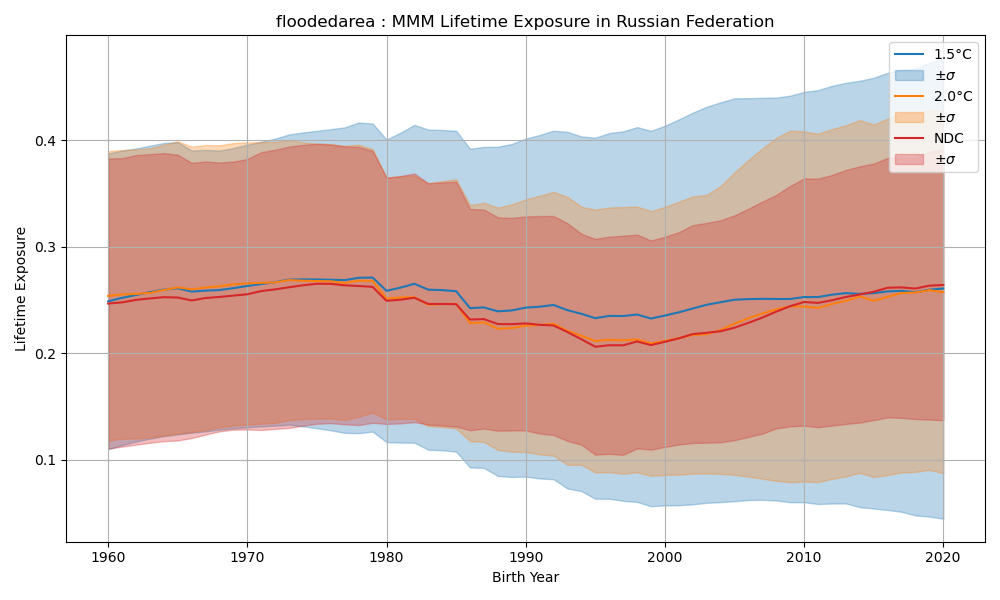 floodedarea : MMM Lifetime Exposure in Russian Federation
1.5°C
±σ
2.0°C
±σ
NDC
±σ
Lifetime Exposure
0.4
0.3
0.2
0.1
1960 1970 1980 1990 2000 2010 2020
Birth Year